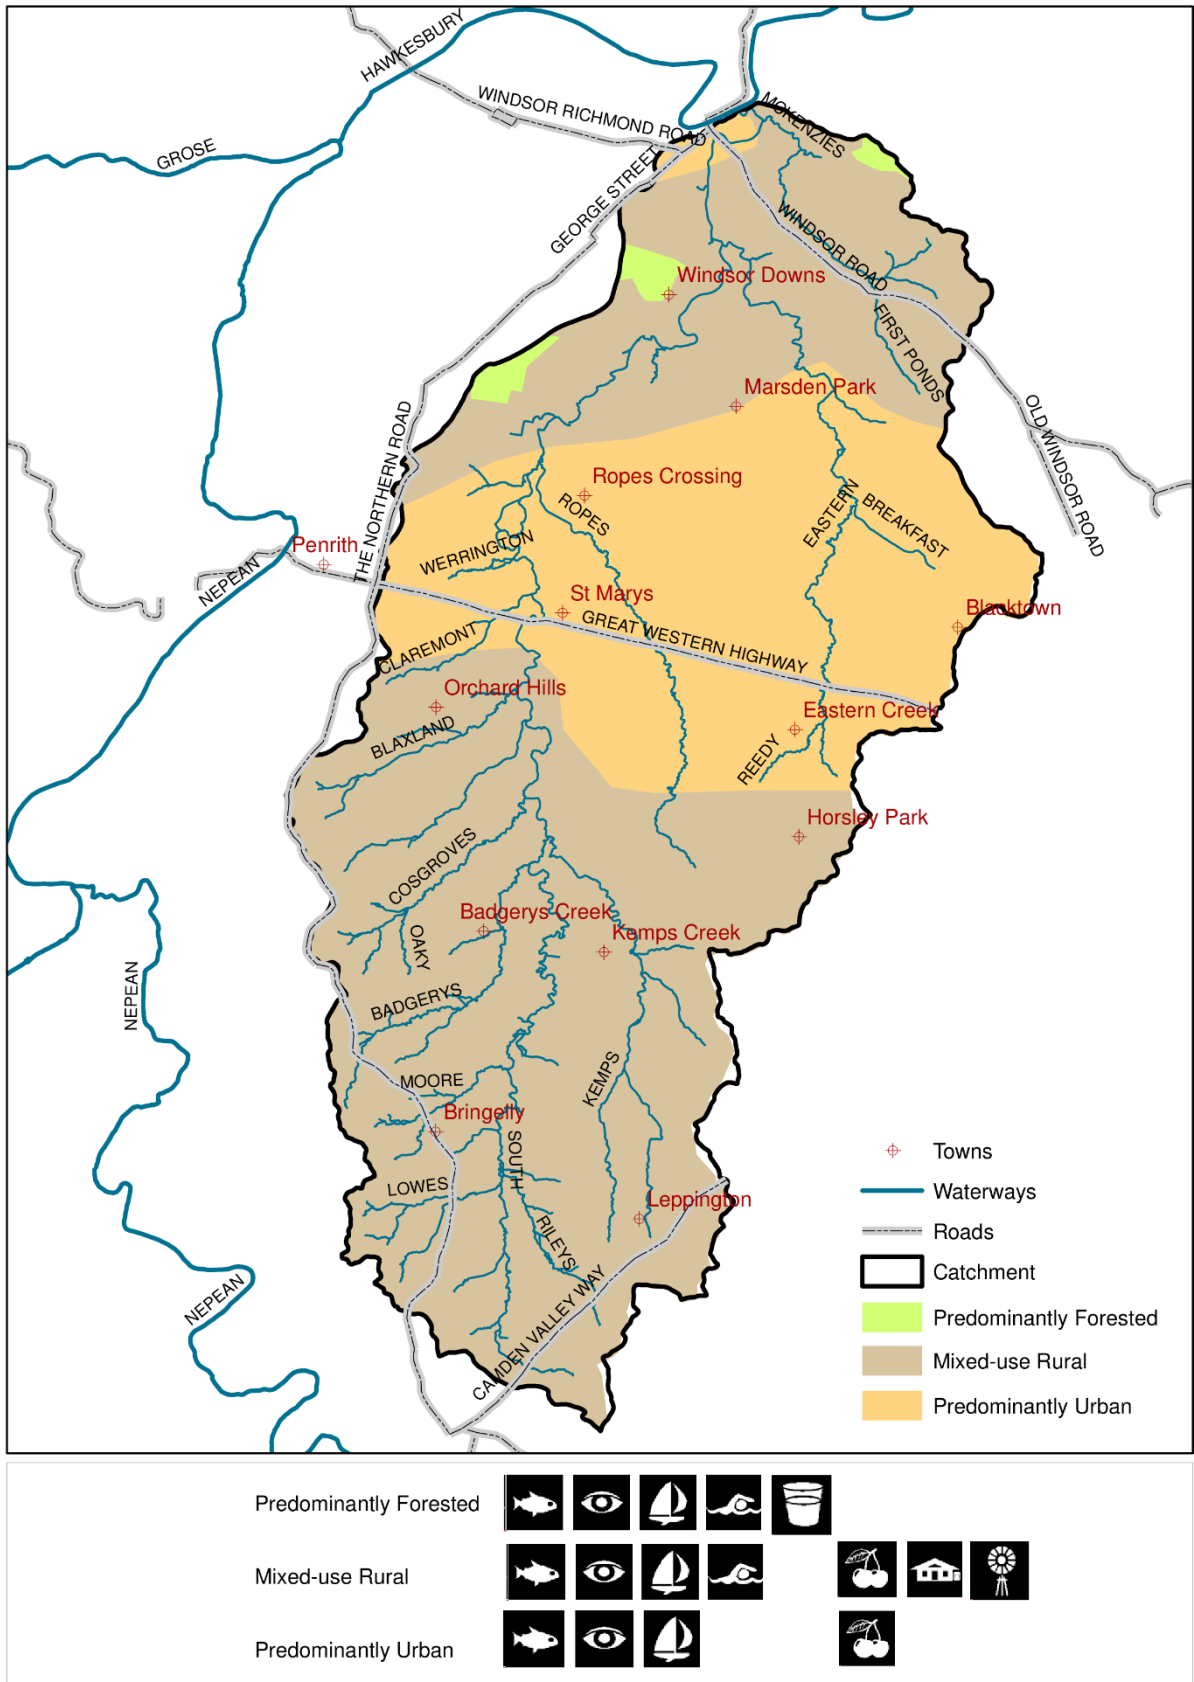 HAWKESBURY
WINDSOR RICHMOND ROAD
MCKENZIES
GROSE
GEORGE STREET
WINDSOR ROAD
Windsor Downs
FIRST PONDS
Marsden Park
OLD WINDSOR ROAD
THE NORTHERN ROAD
Ropes Crossing
ROPES
EASTERN
BREAKFAST
WERRINGTON
Penrith
NEPEAN
St Marys
Blacktown
GREAT WESTERN HIGHWAY
CLAREMONT
Orchard Hills
Eastern Creek
BLAXLAND
REEDY
Horsley Park
COSGROVES
Badgerys Creek
Kemps Creek
OAKY
NEPEAN
BADGERYS
MOORE
KEMPS
Bringelly
SOUTH
LOWES
Leppington
RILEYS
NEPEAN
CAMDEN VALLEY WAY
Towns
Waterways
Roads
Catchment
Predominantly Forested
Mixed-use Rural
Predominantly Urban
Predominantly Forested
Mixed-use Rural
Predominantly Urban